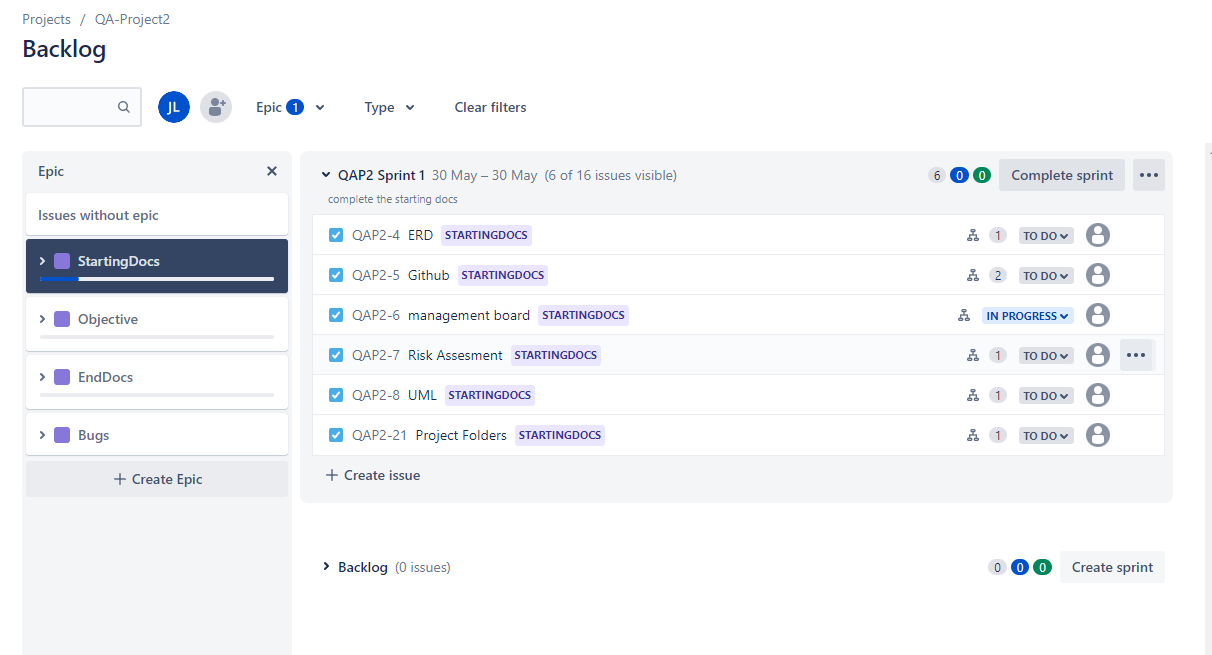 Projects / QA-Project2
Backlog
JL Epic 1 Type Clear filters
Epic
Issues without epic
StartingDocs
Objective
EndDocs
Bugs
+ Create Epic
QAP2 Sprint 1 30 May – 30 May (6 of 16 issues visible) 6 0 0 Complete sprint
complete the starting docs
QAP2-4 ERD STARTINGDOCS 1 TO DO
QAP2-5 Github STARTINGDOCS 2 TO DO
QAP2-6 management board STARTINGDOCS IN PROGRESS
QAP2-7 Risk Assesment STARTINGDOCS 1 TO DO
QAP2-8 UML STARTINGDOCS 1 TO DO
QAP2-21 Project Folders STARTINGDOCS 1 TO DO
+ Create issue
Backlog (0 issues) 0 0 0 Create sprint